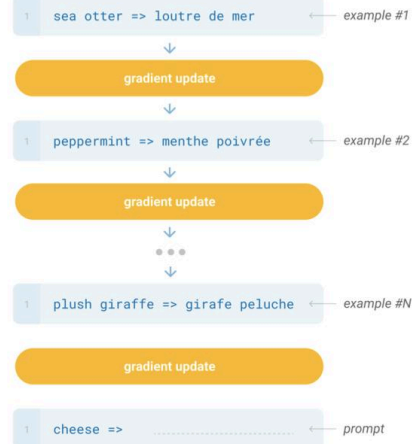 1 sea otter => loutre de mer example #1
gradient update
1 peppermint => menthe poivrée example #2
gradient update
1 plush giraffe => girafe peluche example #N
gradient update
1 cheese => prompt